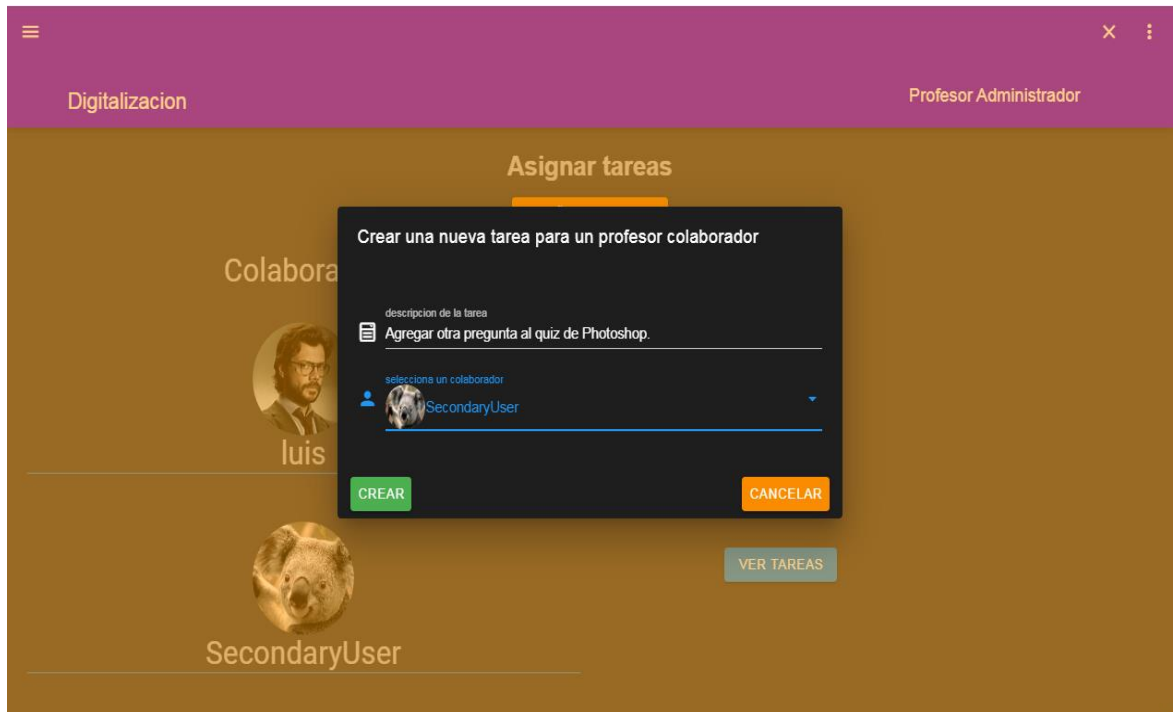 Digitalizacion
Profesor Administrador
Asignar tareas
Colabora
Crear una nueva tarea para un profesor colaborador
descripcion de la tarea
Agregar otra pregunta al quiz de Photoshop.
selecciona un colaborador
SecondaryUser
CREAR
CANCELAR
luis
VER TAREAS
SecondaryUser